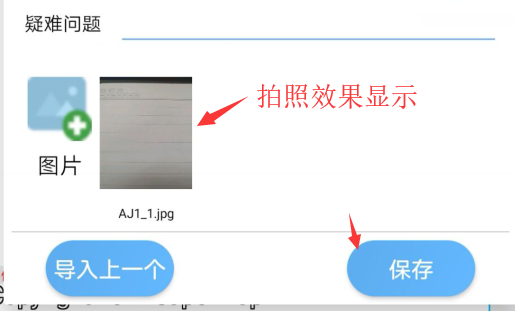 疑难问题
拍照效果显示
图片
AJ1_1.jpg
导入上一个
保存